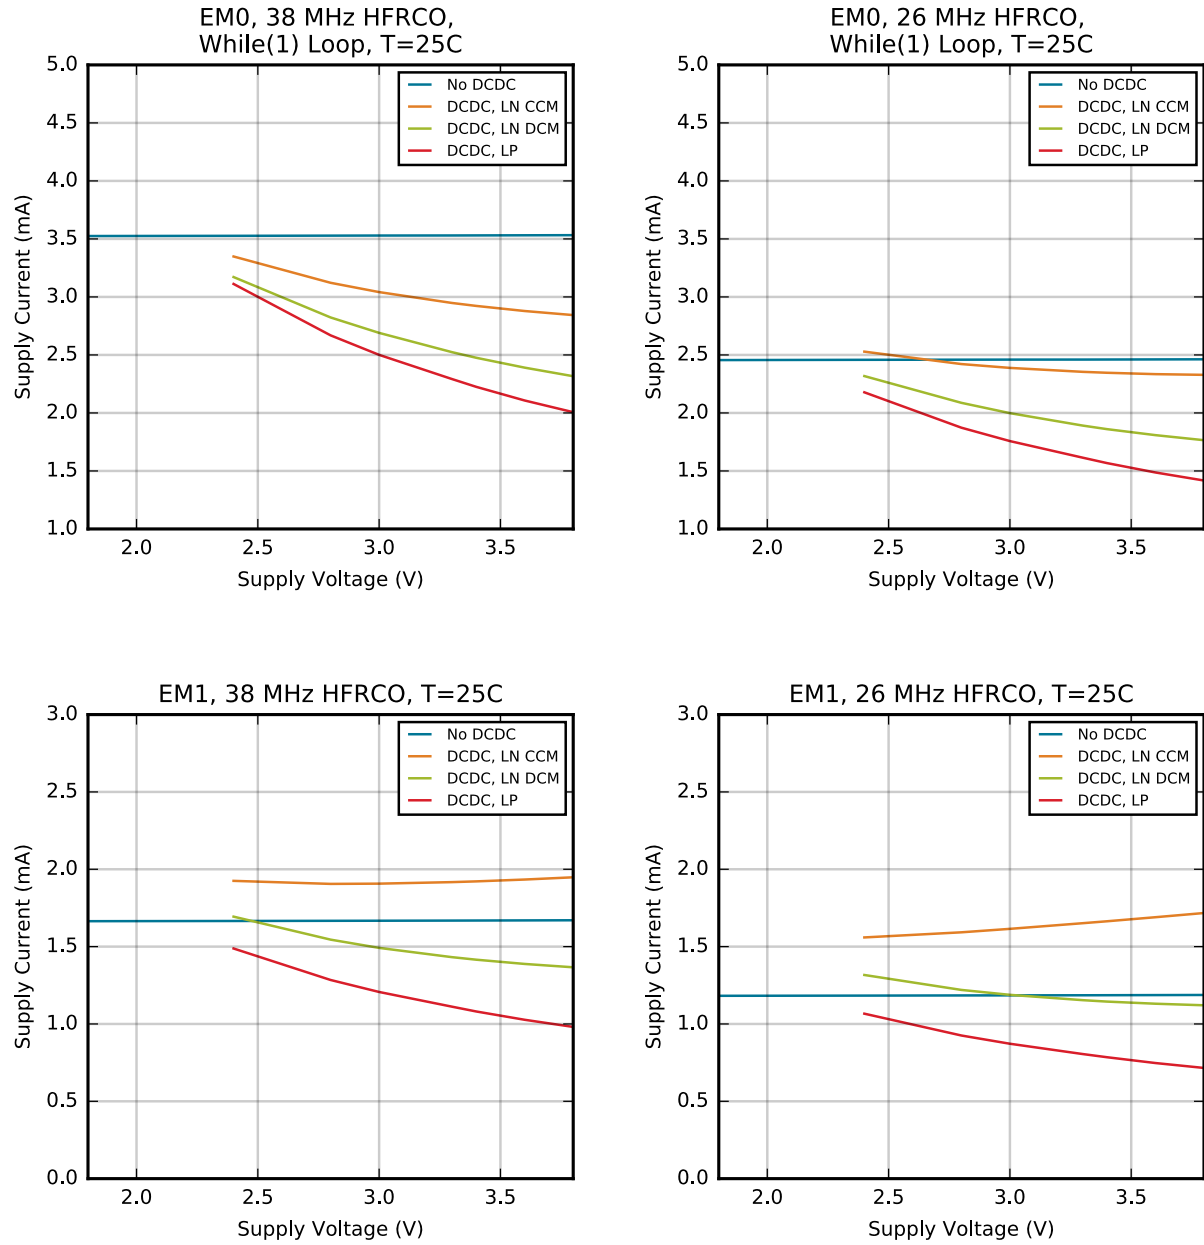 EM0, 38 MHz HFRCO,
While(1) Loop, T=25C
5.0
4.5
4.0
3.5
3.0
2.5
2.0
1.5
1.0
Supply Current (mA)
No DCDC
DCDC, LN CCM
DCDC, LN DCM
DCDC, LP
2.0 2.5 3.0 3.5
Supply Voltage (V)
EM0, 26 MHz HFRCO,
While(1) Loop, T=25C
5.0
4.5
4.0
3.5
3.0
2.5
2.0
1.5
1.0
Supply Current (mA)
No DCDC
DCDC, LN CCM
DCDC, LN DCM
DCDC, LP
2.0 2.5 3.0 3.5
Supply Voltage (V)
EM1, 38 MHz HFRCO, T=25C
3.0
2.5
2.0
1.5
1.0
0.5
0.0
Supply Current (mA)
No DCDC
DCDC, LN CCM
DCDC, LN DCM
DCDC, LP
2.0 2.5 3.0 3.5
Supply Voltage (V)
EM1, 26 MHz HFRCO, T=25C
3.0
2.5
2.0
1.5
1.0
0.5
0.0
Supply Current (mA)
No DCDC
DCDC, LN CCM
DCDC, LN DCM
DCDC, LP
2.0 2.5 3.0 3.5
Supply Voltage (V)